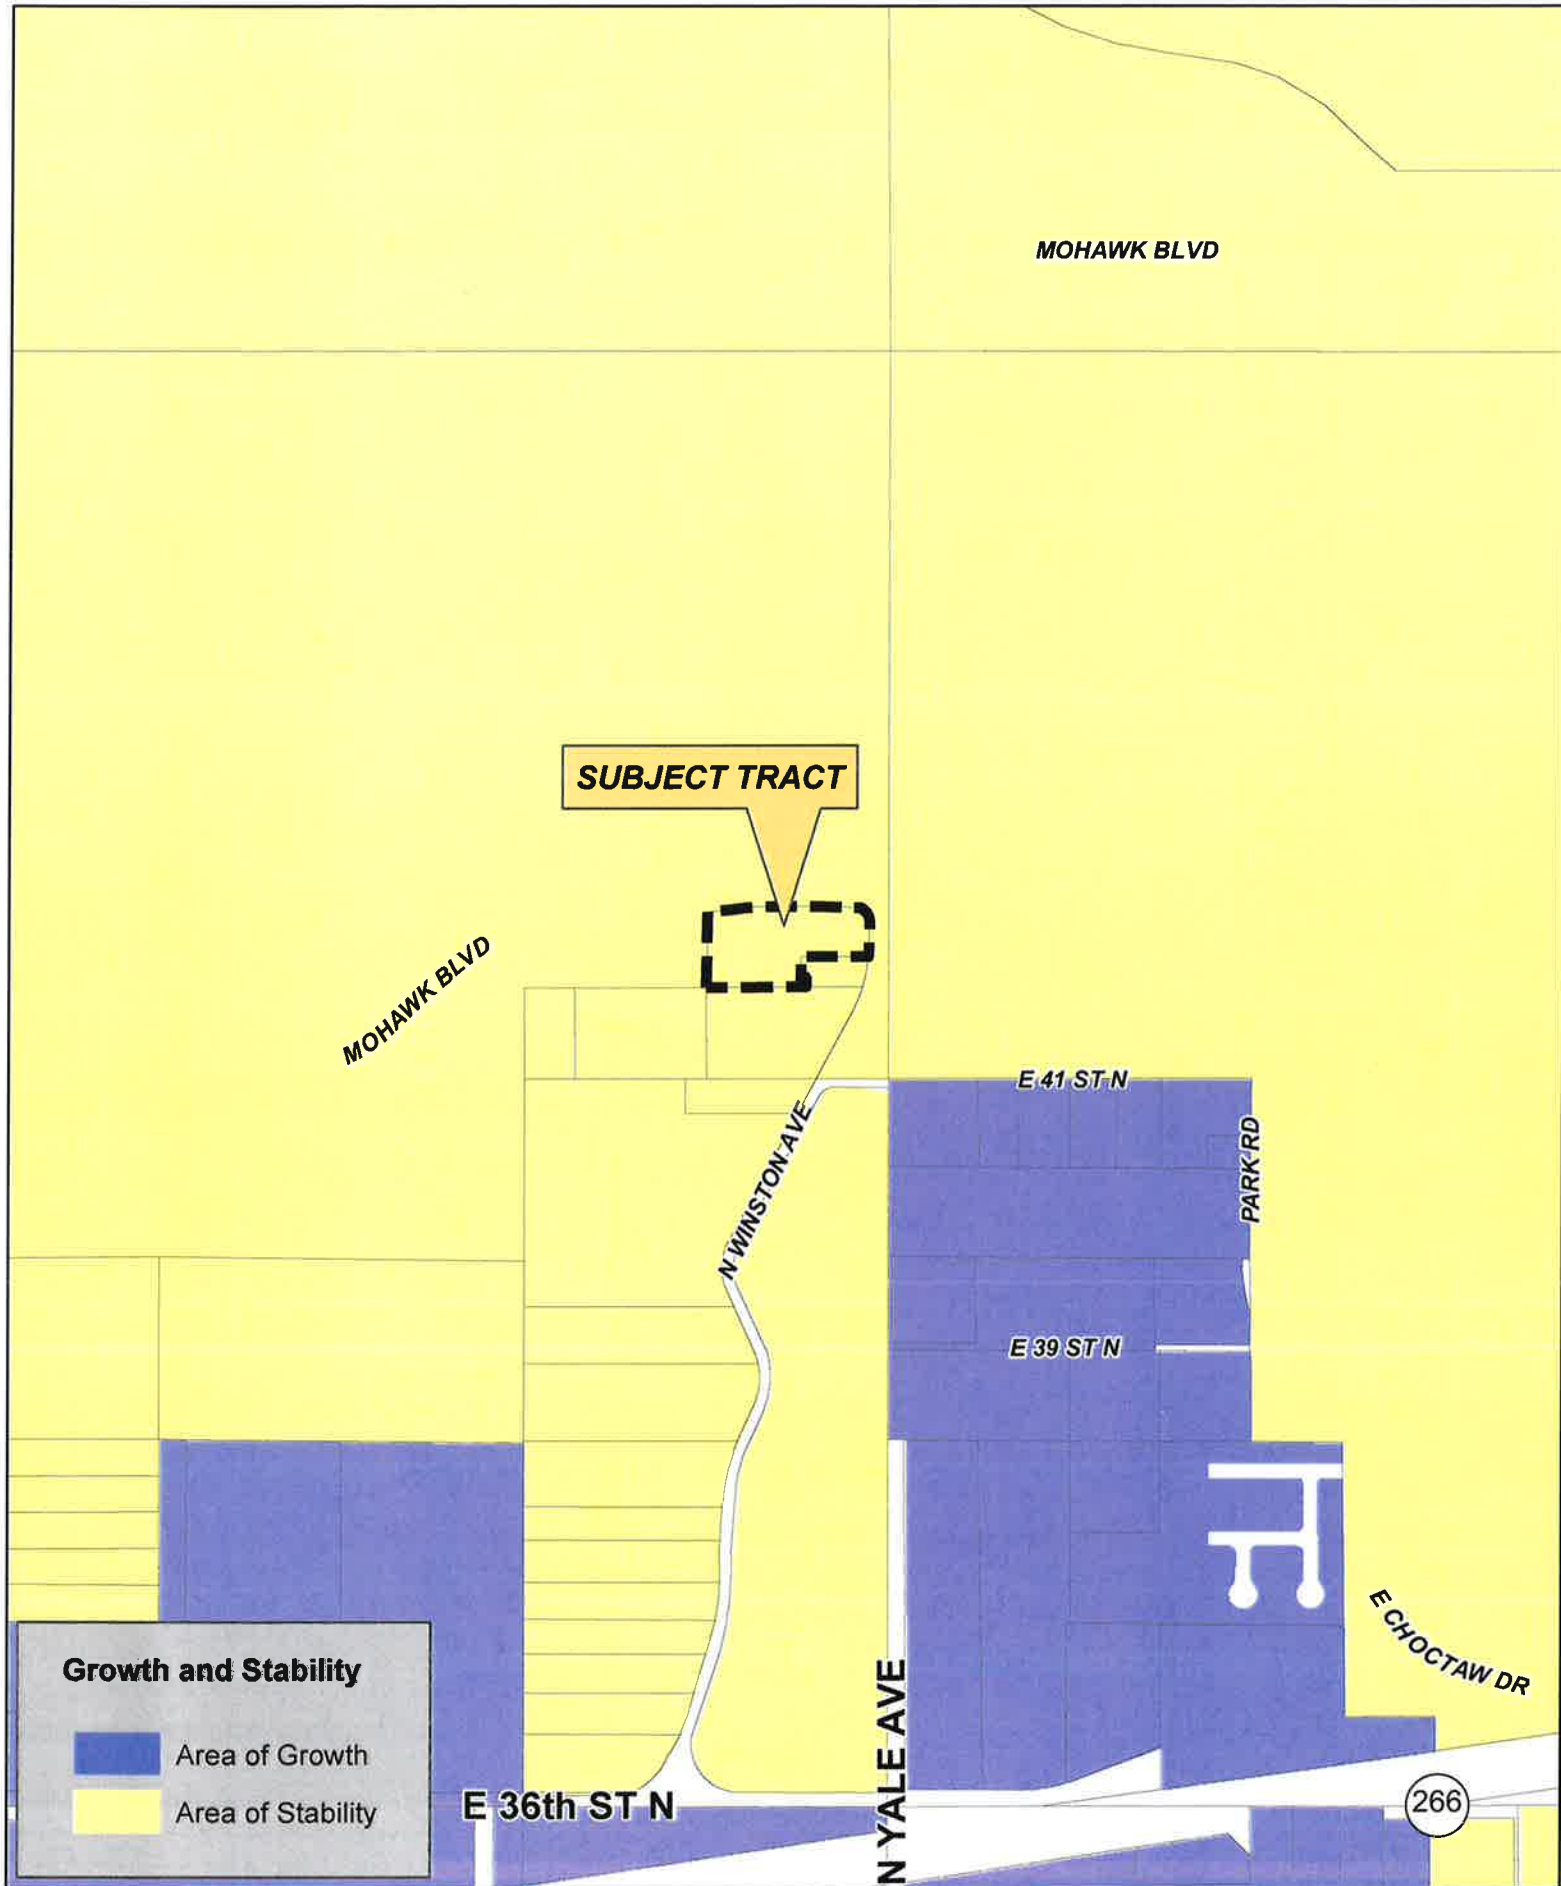 MOHAWK BLVD
SUBJECT TRACT
MOHAWK BLVD
E 41 ST N
PARK RD
N WINSTON AVE
E 39 ST N
E CHOCTAW DR
Growth and Stability
Area of Growth
Area of Stability
E 36th ST N
N YALE AVE
266